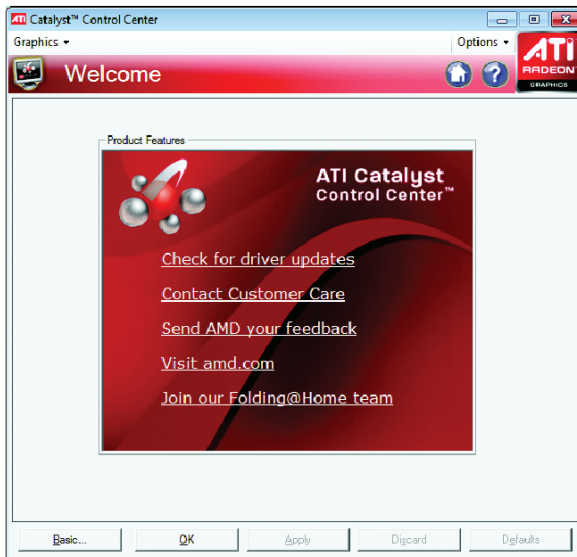 ATI Catalyst™ Control Center
Graphics
Options
ATI
RADEON
GRAPHICS
Welcome
?
Product Features
ATI Catalyst
Control Center™
Check for driver updates
Contact Customer Care
Send AMD your feedback
Visit amd.com
Join our Folding@Home team
Basic... OK Apply Discard Defaults